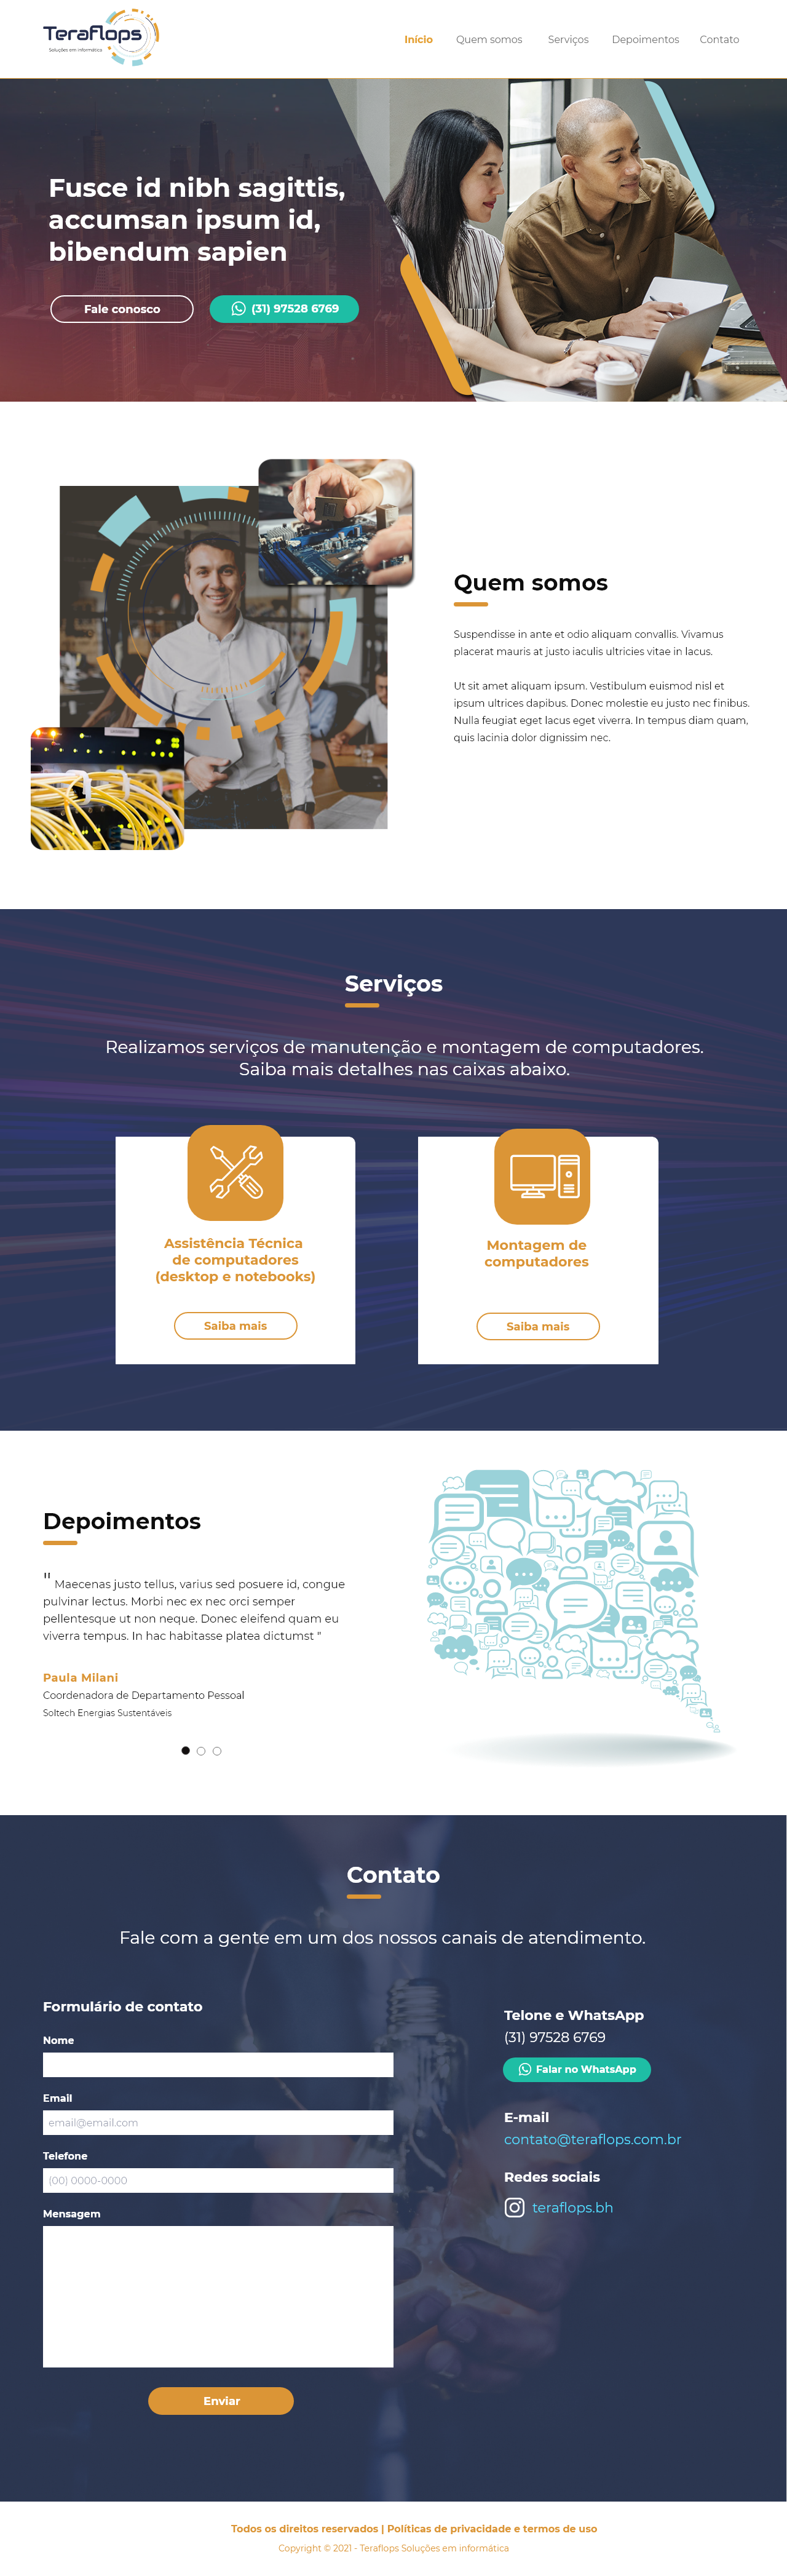 Teraflops
Soluções em informática
Início
Quem somos
Serviços
Depoimentos
Contato
Fusce id nibh sagittis,
accumsan ipsum id,
bibendum sapien
Fale conosco
(31) 97528 6769
Quem somos
Suspendisse in ante et odio aliquam convallis. Vivamus
placerat mauris at justo iaculis ultricies vitae in lacus.
Ut sit amet aliquam ipsum. Vestibulum euismod nisl et
ipsum ultrices dapibus. Donec molestie eu justo nec finibus.
Nulla feugiat eget lacus eget viverra. In tempus diam quam,
quis lacinia dolor dignissim nec.
Serviços
Realizamos serviços de manutenção e montagem de computadores.
Saiba mais detalhes nas caixas abaixo.
Assistência Técnica
de computadores
(desktop e notebooks)
Saiba mais
Montagem de
computadores
Saiba mais
Depoimentos
" Maecenas justo tellus, varius sed posuere id, congue
pulvinar lectus. Morbi nec ex nec orci semper
pellentesque ut non neque. Donec eleifend quam eu
viverra tempus. In hac habitasse platea dictumst "
Paula Milani
Coordenadora de Departamento Pessoal
Soltech Energias Sustentáveis
Contato
Fale com a gente em um dos nossos canais de atendimento.
Formulário de contato
Nome
Email
email@email.com
Telefone
(00) 0000-0000
Mensagem
Enviar
Telone e WhatsApp
(31) 97528 6769
Falar no WhatsApp
E-mail
contato@teraflops.com.br
Redes sociais
teraflops.bh
Todos os direitos reservados | Políticas de privacidade e termos de uso
Copyright © 2021 - Teraflops Soluções em informática